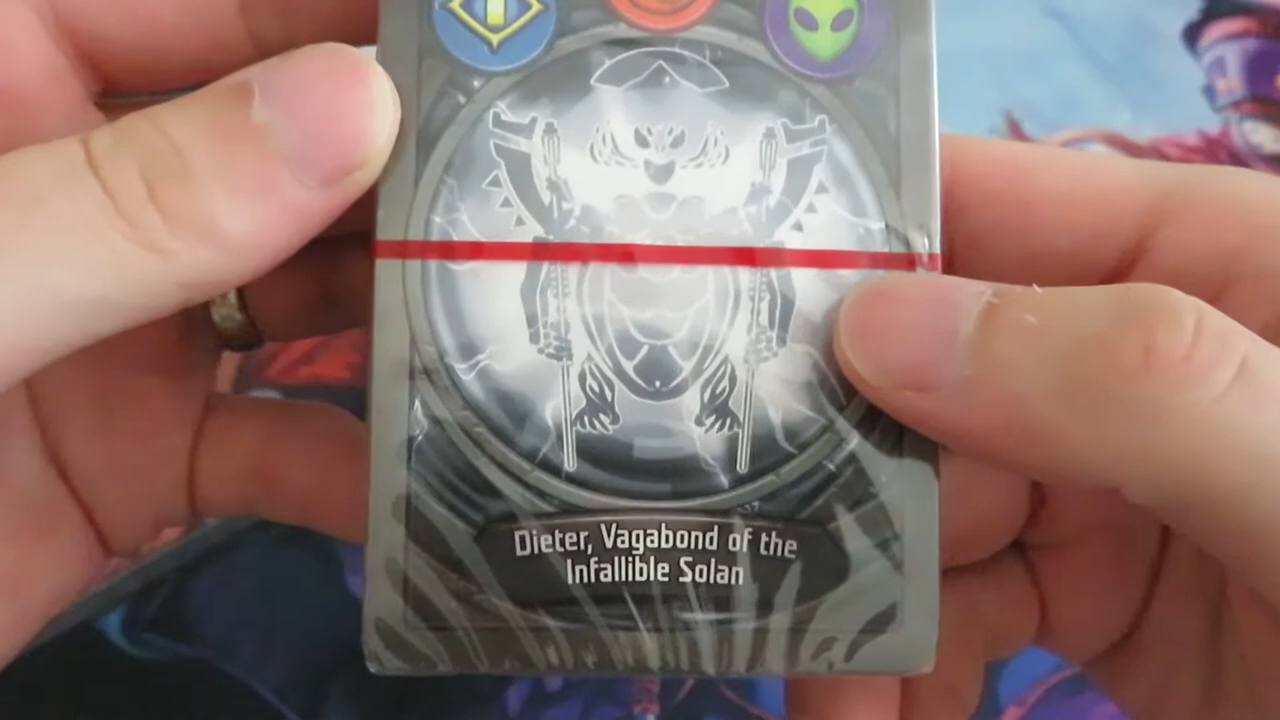 Dieter, Vagabond of the
Infallible Solan